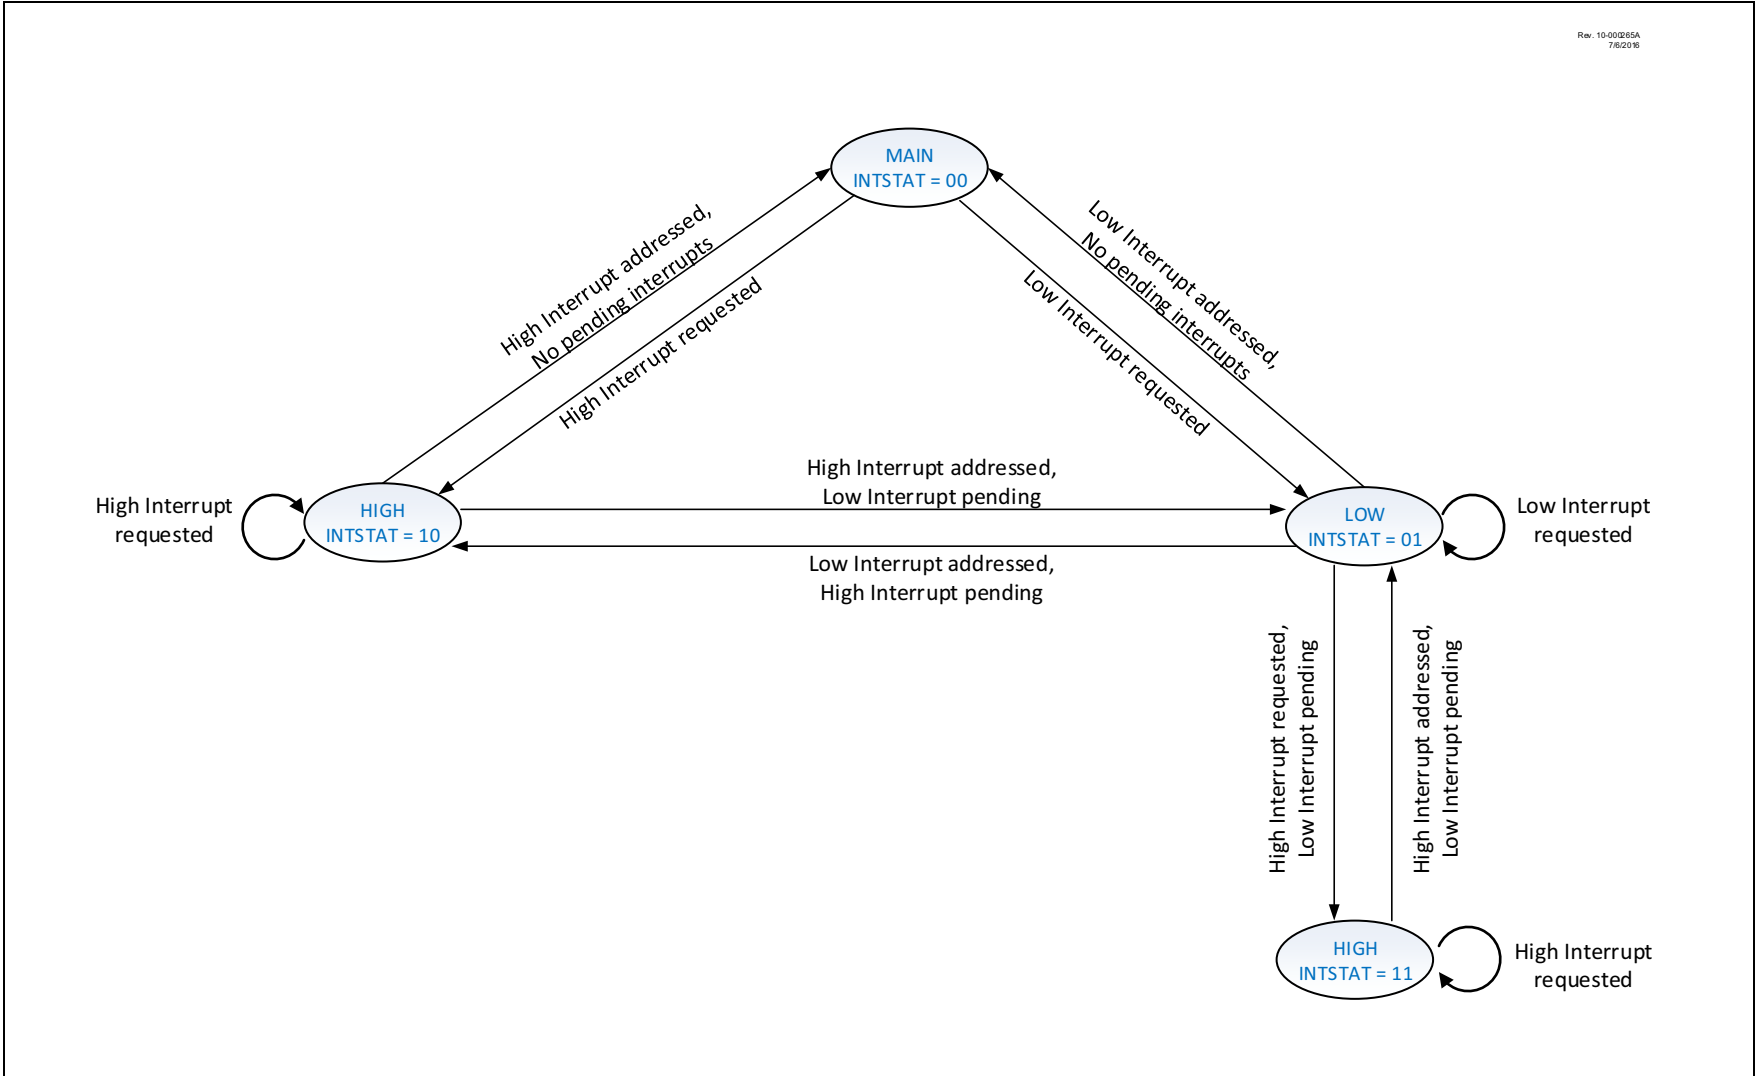 Rev. 10-000265A
7/6/2016
MAIN
INTSTAT = 00
High Interrupt addressed,
No pending interrupts
High Interrupt requested
Low Interrupt addressed,
No pending interrupts
Low Interrupt requested
High Interrupt addressed,
Low Interrupt pending
High Interrupt
requested
HIGH
INTSTAT = 10
LOW
INTSTAT = 01
Low Interrupt
requested
Low Interrupt addressed,
High Interrupt pending
High Interrupt requested,
Low Interrupt pending
High Interrupt addressed,
Low Interrupt pending
HIGH
INTSTAT = 11
High Interrupt
requested